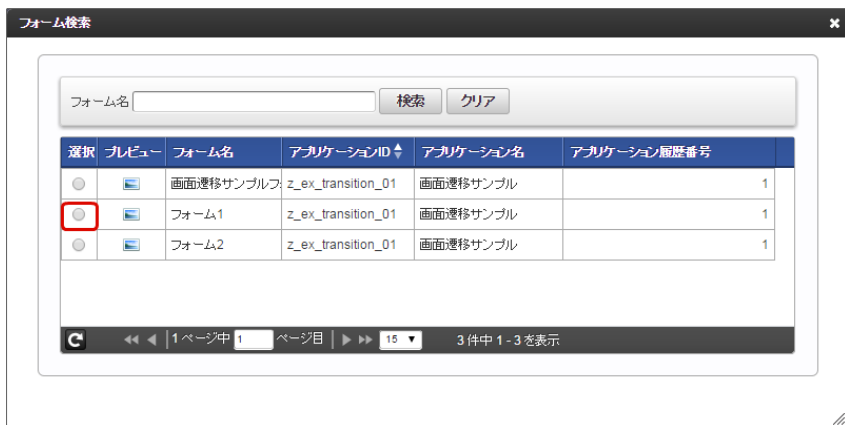 フォーム検索
フォーム名 検索 クリア
選択 プレビュー フォーム名 アプリケーションID アプリケーション名 アプリケーション履歴番号
画面遷移サンプルフ z_ex_transition_01 画面遷移サンプル 1
フォーム1 z_ex_transition_01 画面遷移サンプル 1
フォーム2 z_ex_transition_01 画面遷移サンプル 1
1 ページ中 1 ページ目 15 3 件中 1 - 3 を表示